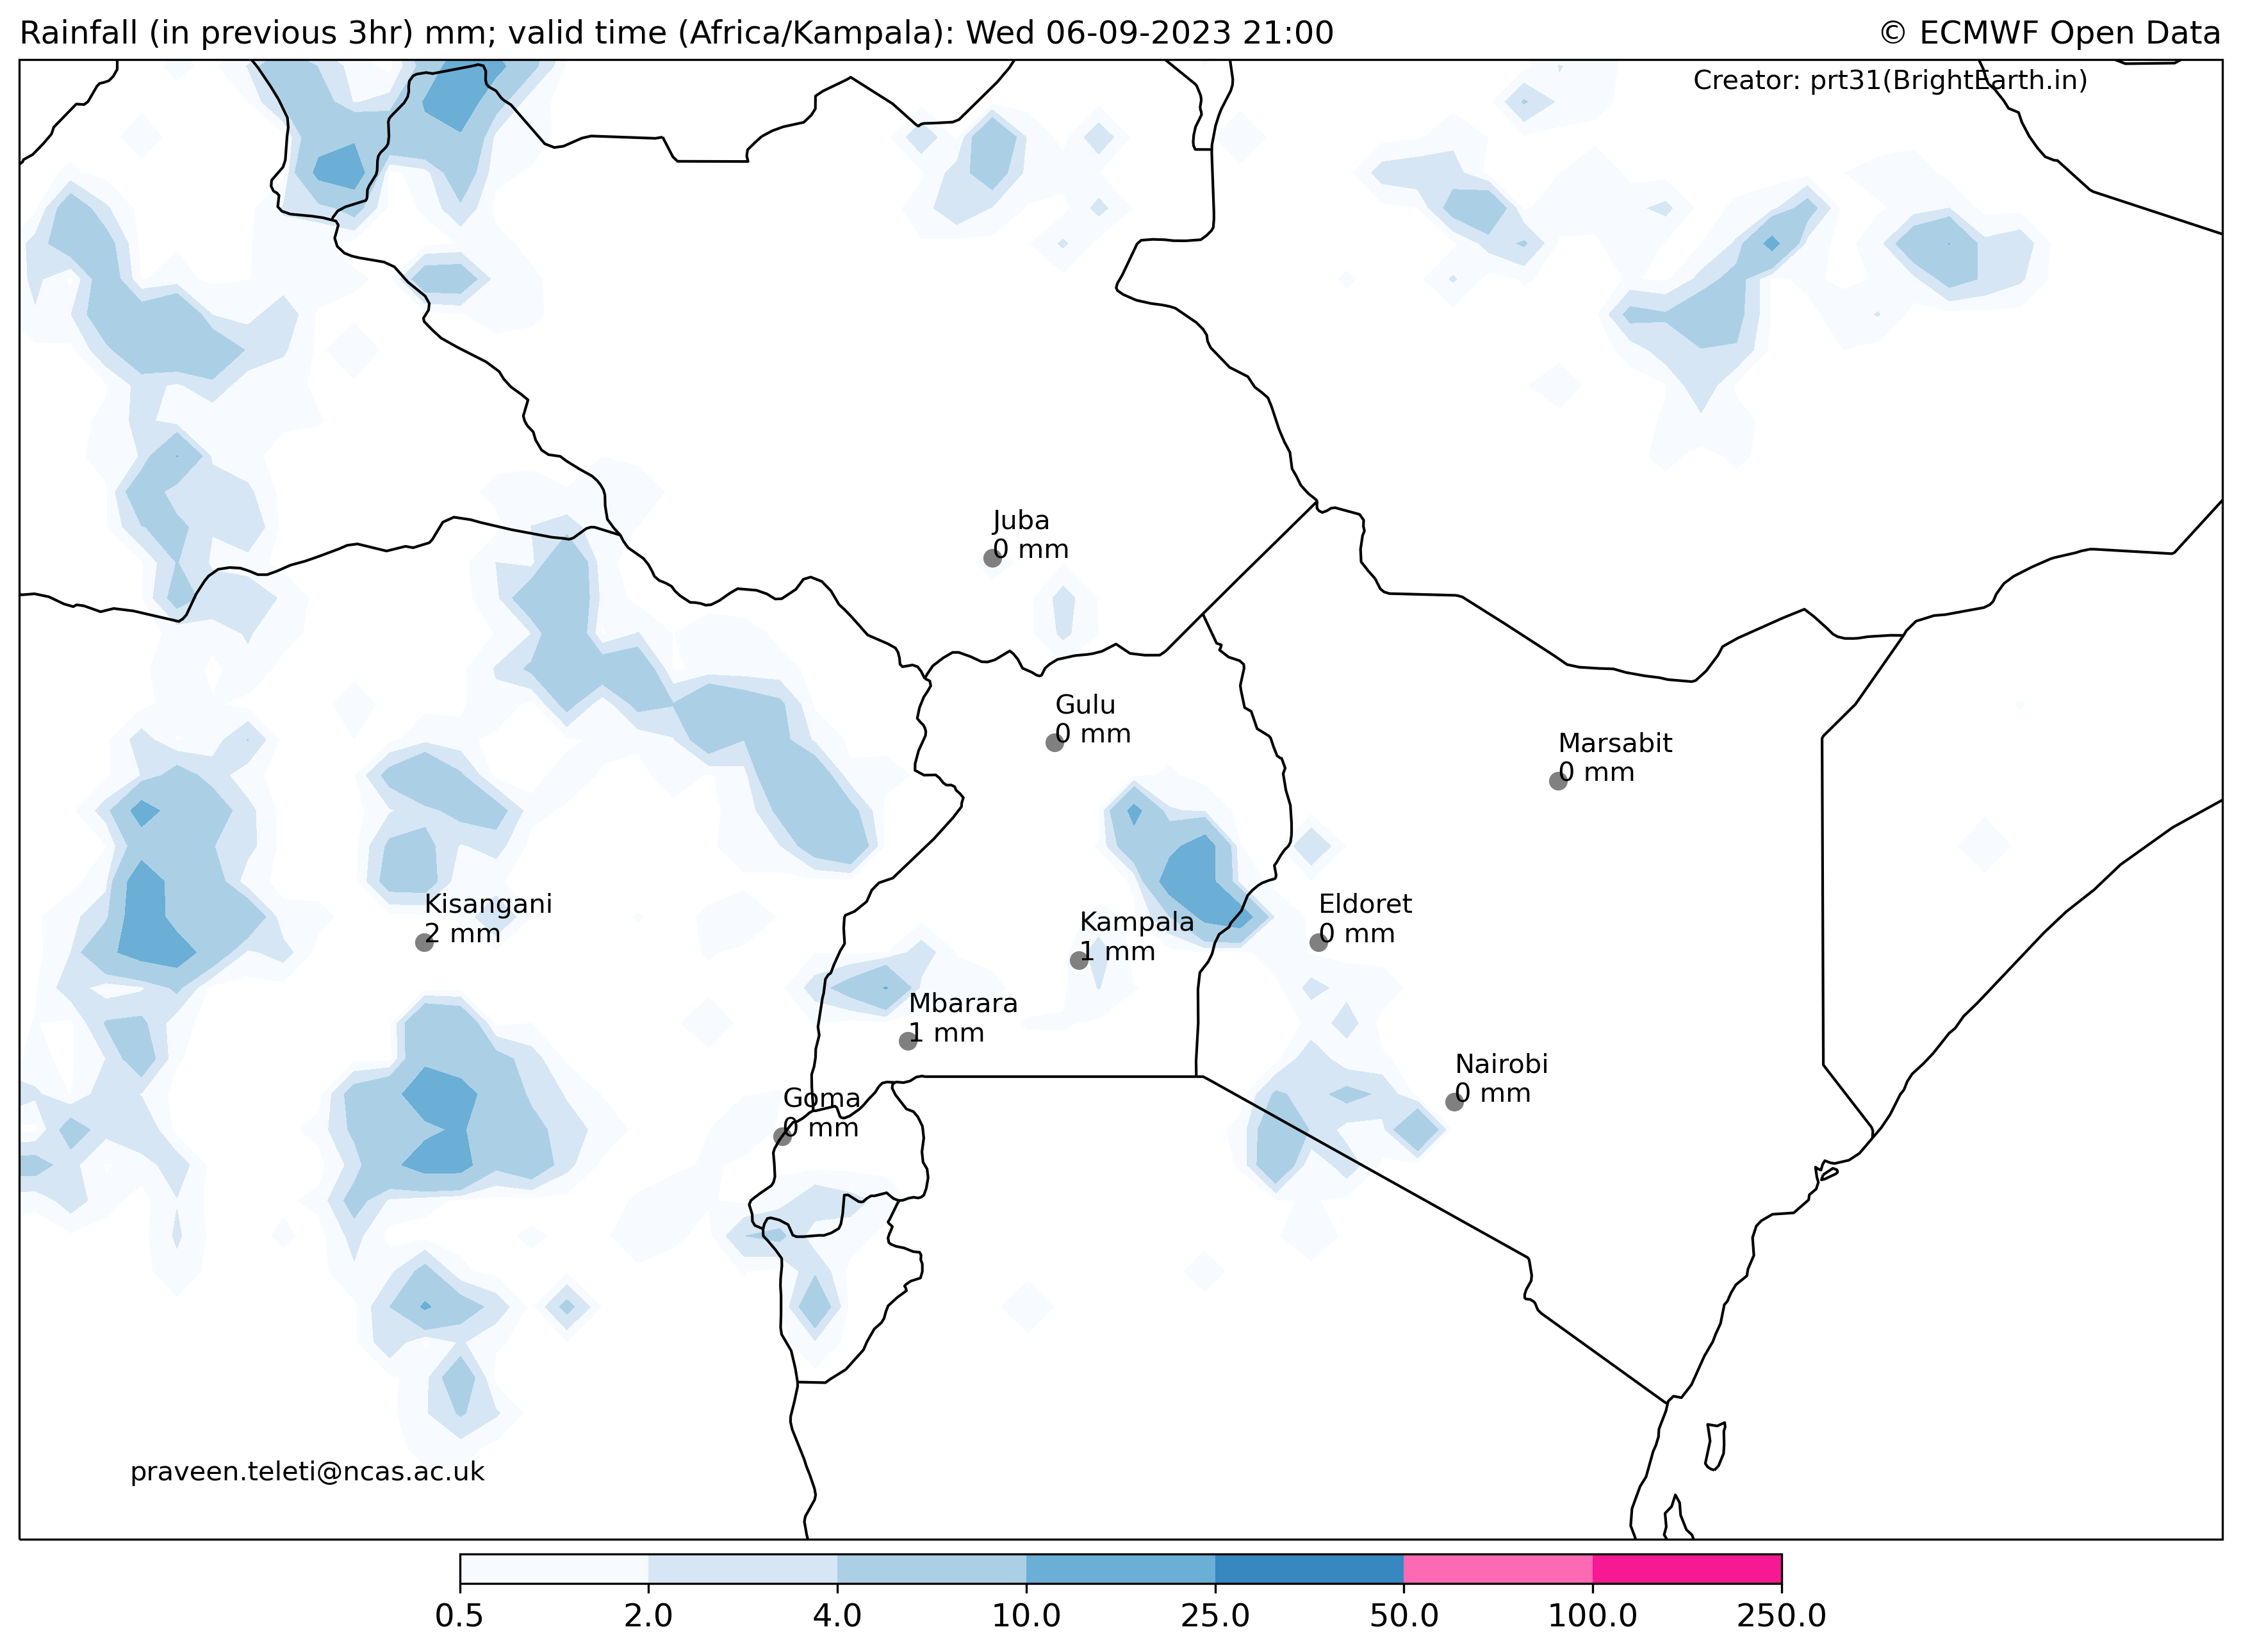 Rainfall (in previous 3hr) mm; valid time (Africa/Kampala): Wed 06-09-2023 21:00
© ECMWF Open Data
Creator: prt31(BrightEarth.in)
Juba
0 mm
Gulu
0 mm
Marsabit
0 mm
Kisangani
2 mm
Kampala
1 mm
Eldoret
0 mm
Mbarara
1 mm
Nairobi
0 mm
Goma
0 mm
praveen.teleti@ncas.ac.uk
0.5 2.0 4.0 10.0 25.0 50.0 100.0 250.0